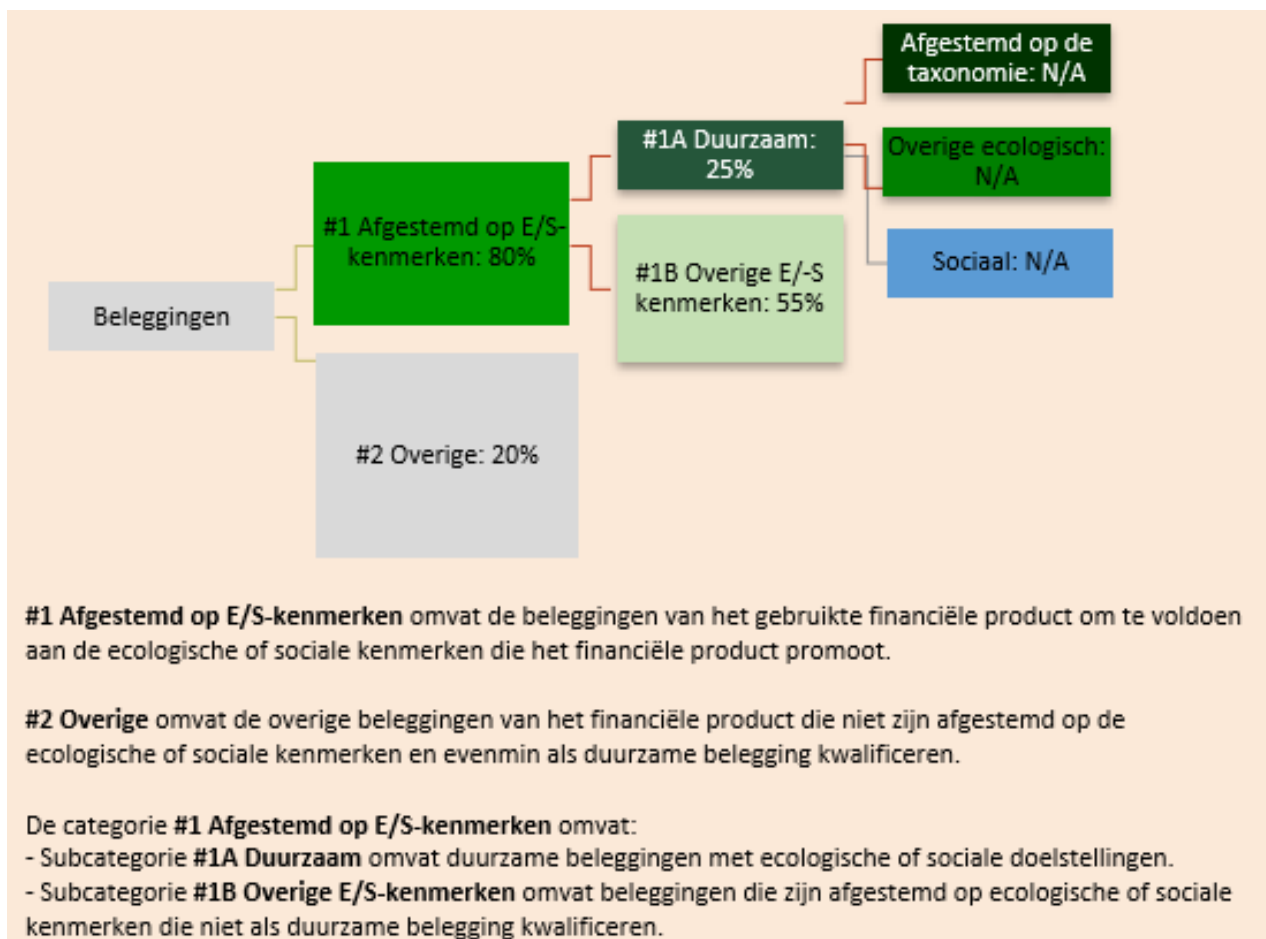 Afgestemd op de
taxonomie: N/A
#1A Duurzaam:
25%
Overige ecologisch:
N/A
#1 Afgestemd op E/S-
kenmerken: 80%
Sociaal: N/A
#1B Overige E/-S
kenmerken: 55%
Beleggingen
#2 Overige: 20%
#1 Afgestemd op E/S-kenmerken omvat de beleggingen van het gebruikte financiële product om te voldoen
aan de ecologische of sociale kenmerken die het financiële product promoot.
#2 Overige omvat de overige beleggingen van het financiële product die niet zijn afgestemd op de
ecologische of sociale kenmerken en evenmin als duurzame belegging kwalificeren.
De categorie #1 Afgestemd op E/S-kenmerken omvat:
- Subcategorie #1A Duurzaam omvat duurzame beleggingen met ecologische of sociale doelstellingen.
- Subcategorie #1B Overige E/S-kenmerken omvat beleggingen die zijn afgestemd op ecologische of sociale
kenmerken die niet als duurzame belegging kwalificeren.